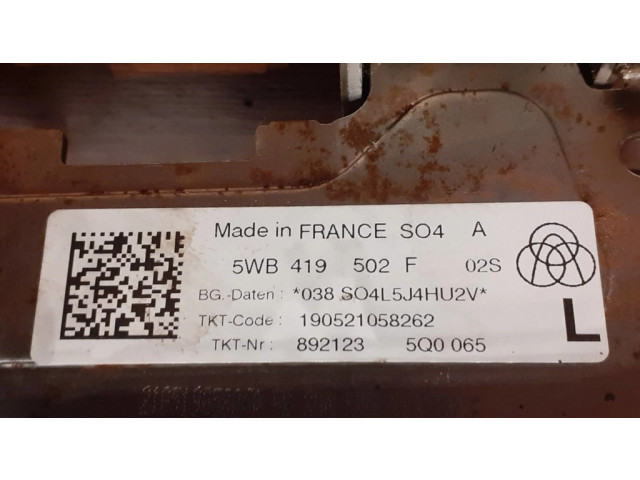 Made in FRANCE SO4 A
5WB 419 502 F 02S
BG.-Daten : *038 SO4L5J4HU2V*
TKT-Code : 190521058262
TKT-Nr : 892123 5Q0 065
L